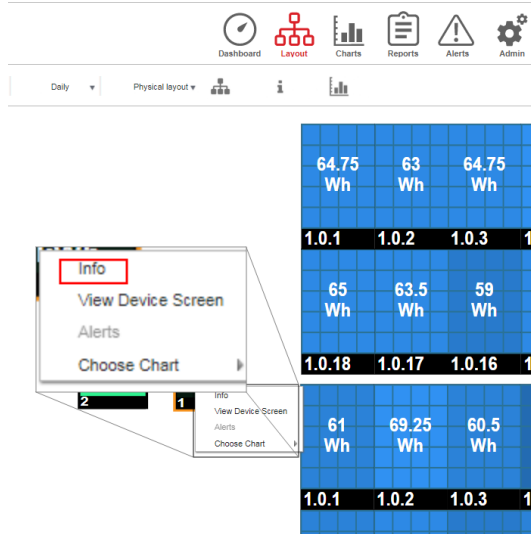 Dashboard Layout Charts Reports Alerts Admin
Daily Physical layout
64.75 63 64.75
Wh Wh Wh
1.0.1 1.0.2 1.0.3 1
65 63.5 59
Wh Wh Wh
1.0.18 1.0.17 1.0.16 1
Info
View Device Screen
Alerts
Choose Chart
2 1
Info
View Device Screen
Alerts
Choose Chart
61 69.25 60.5
Wh Wh Wh
1.0.1 1.0.2 1.0.3 1